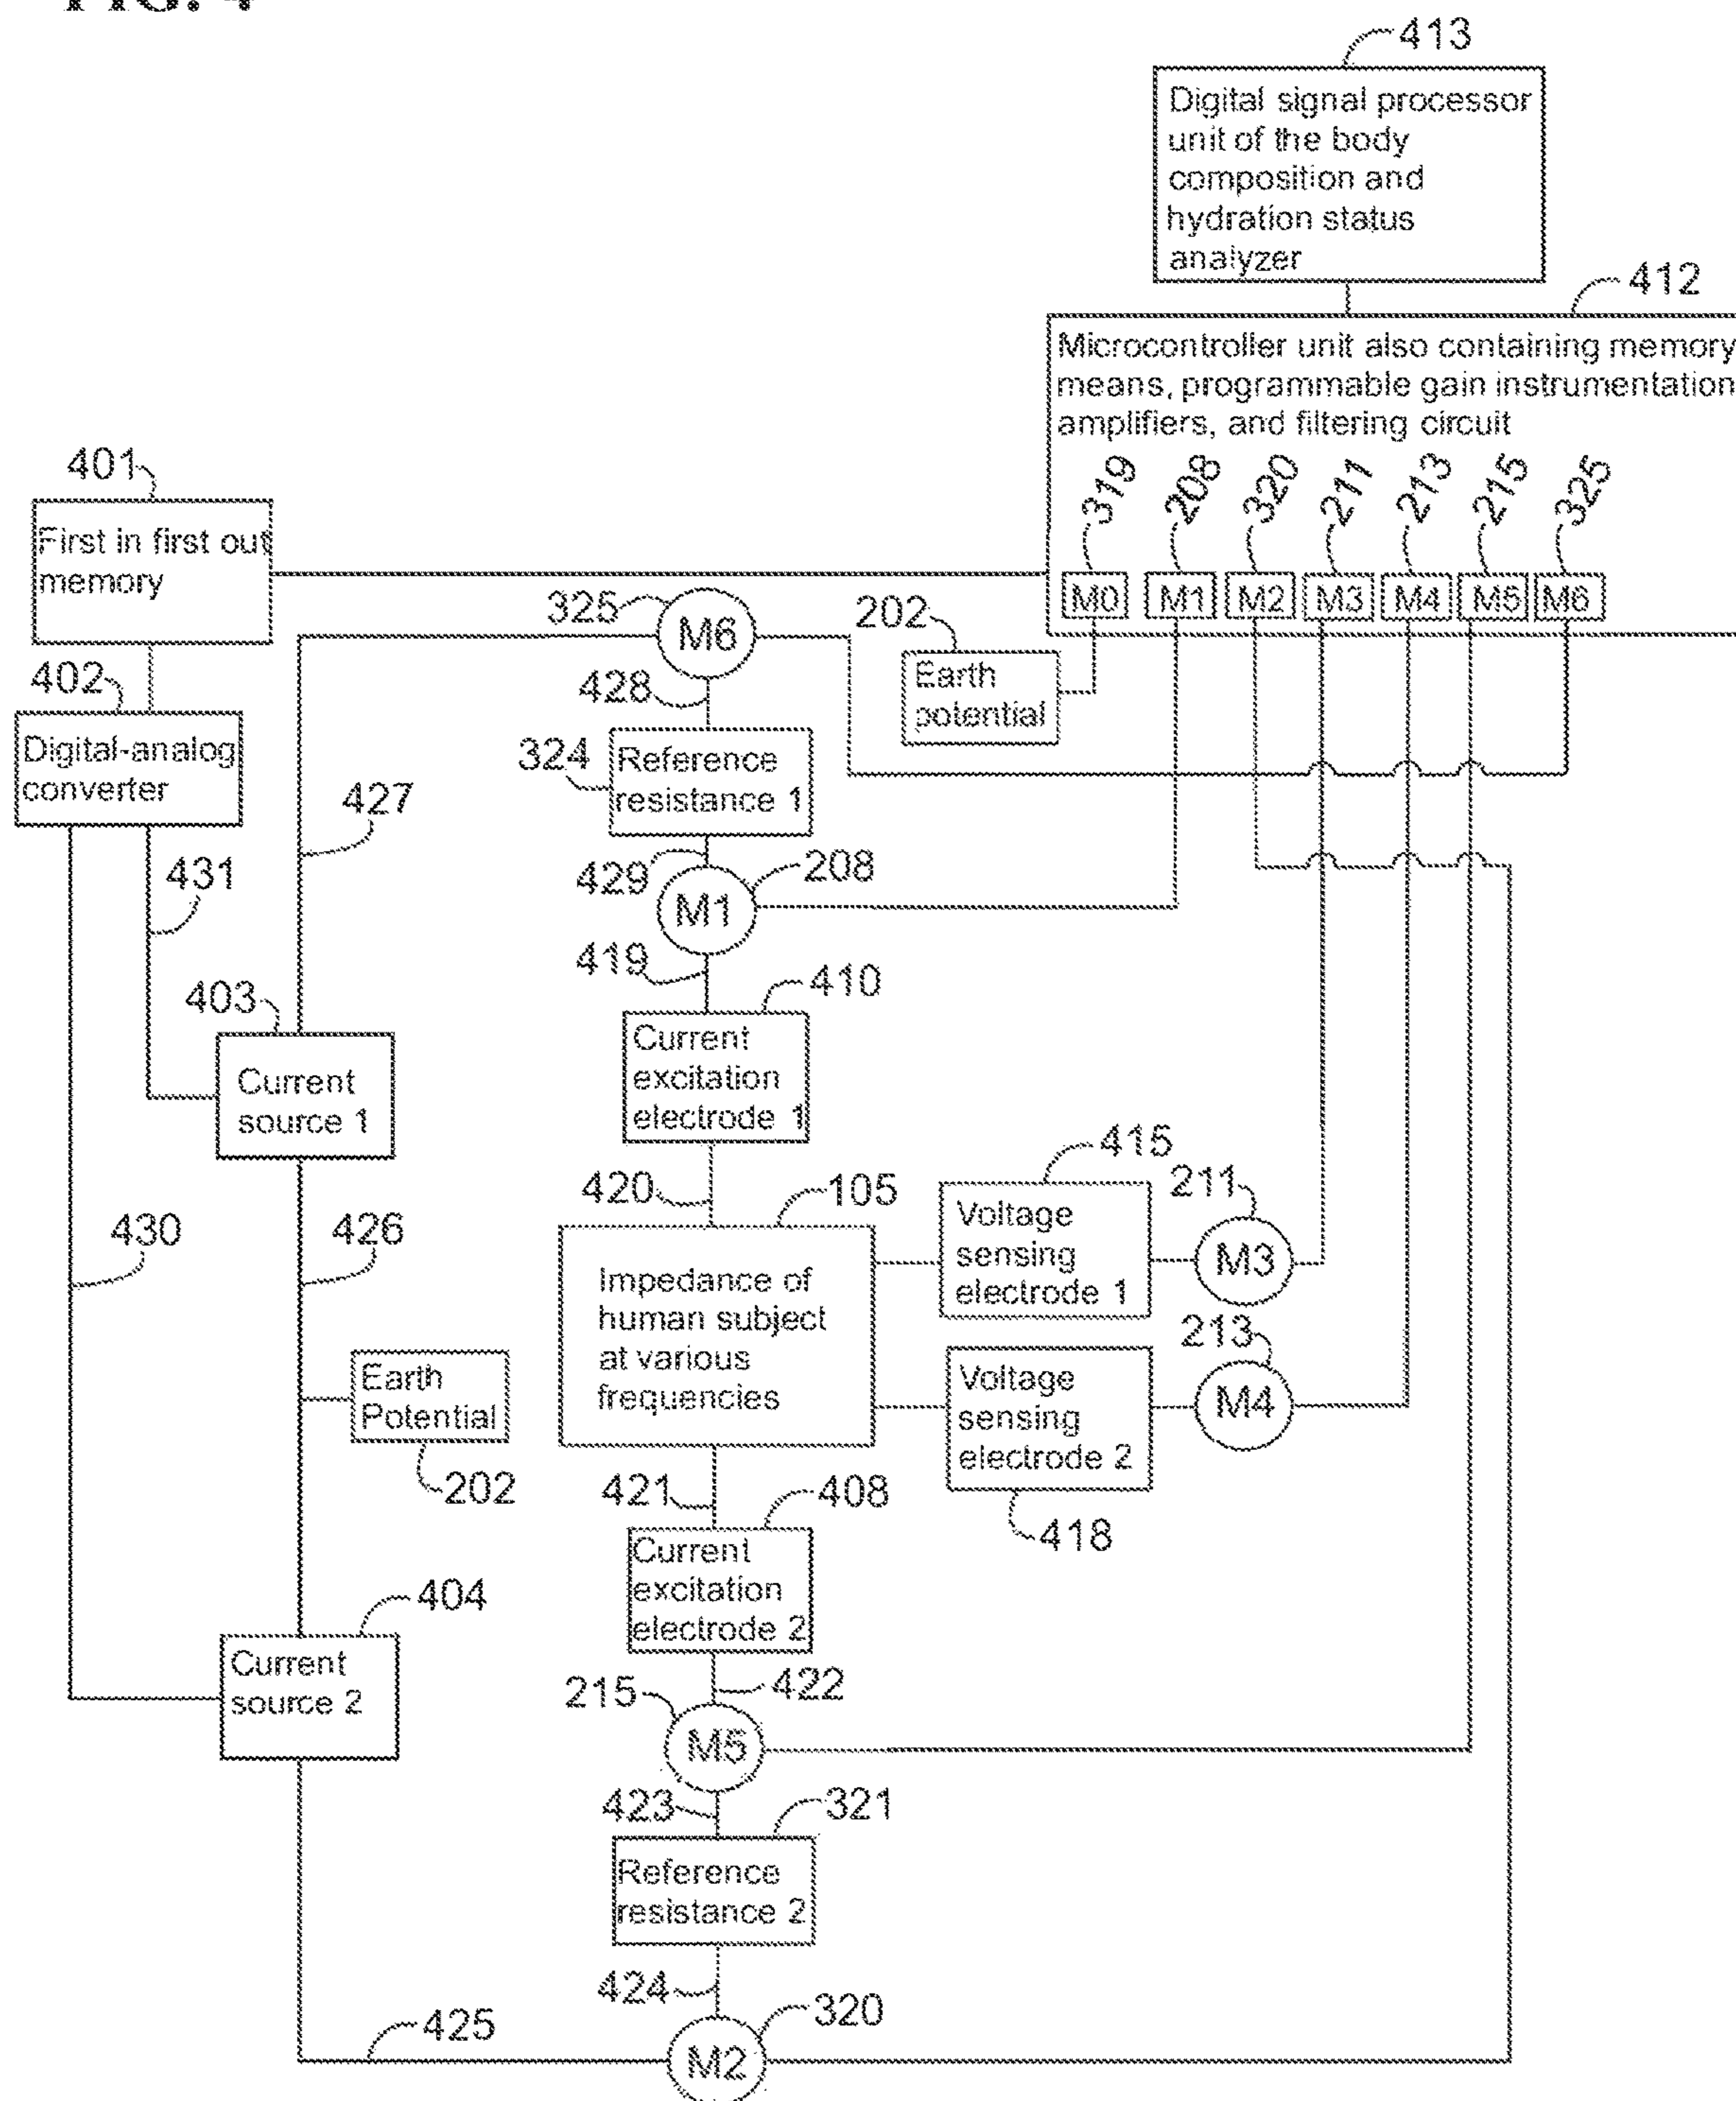 FIG. 4
413
Digital signal processor
unit of the body
composition and
hydration status
analyzer
412
Microcontroller unit also containing memory
means, programmable gain instrumentation
amplifiers, and filtering circuit
319
208
320
211
213
215
325
M0
M1
M2
M3
M4
M5
M6
401
First in first out
memory
325
M6
202
Earth
potential
402
Digital-analog
converter
428
324
Reference
resistance 1
427
431
429
208
M1
419
403
Current
source 1
410
Current
excitation
electrode 1
420
105
415
Voltage
sensing
electrode 1
211
M3
430
426
Impedance of
human subject
at various
frequencies
213
Voltage
sensing
electrode 2
M4
418
Earth
Potential
202
421
408
Current
excitation
electrode 2
404
Current
source 2
422
215
M5
423
321
Reference
resistance 2
424
320
425
M2